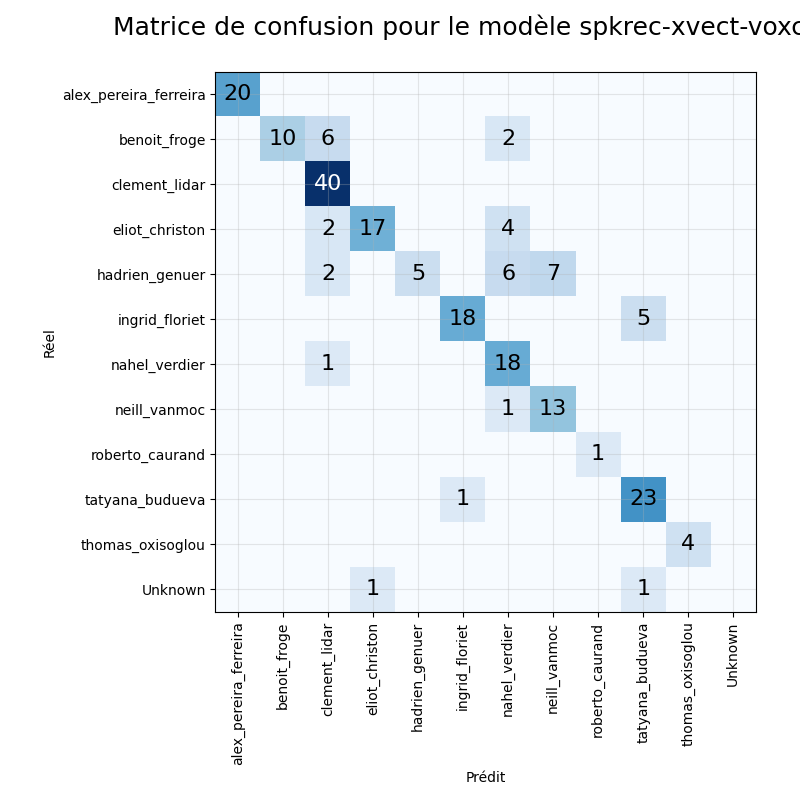 Matrice de confusion pour le modèle spkrec-xvect-voxc
alex_pereira_ferreira 20
benoit_froge 10 6 2
clement_lidar 40
eliot_christon 2 17 4
hadrien_genuer 2 5 6 7
ingrid_floriet 18 5
nahel_verdier 1 18
neill_vanmoc 1 13
roberto_caurand 1
tatyana_budueva 1 23
thomas_oxisoglou 4
Unknown 1 1
Réel
alex_pereira_ferreira
benoit_froge
clement_lidar
eliot_christon
hadrien_genuer
ingrid_floriet
nahel_verdier
neill_vanmoc
roberto_caurand
tatyana_budueva
thomas_oxisoglou
Unknown
Prédit